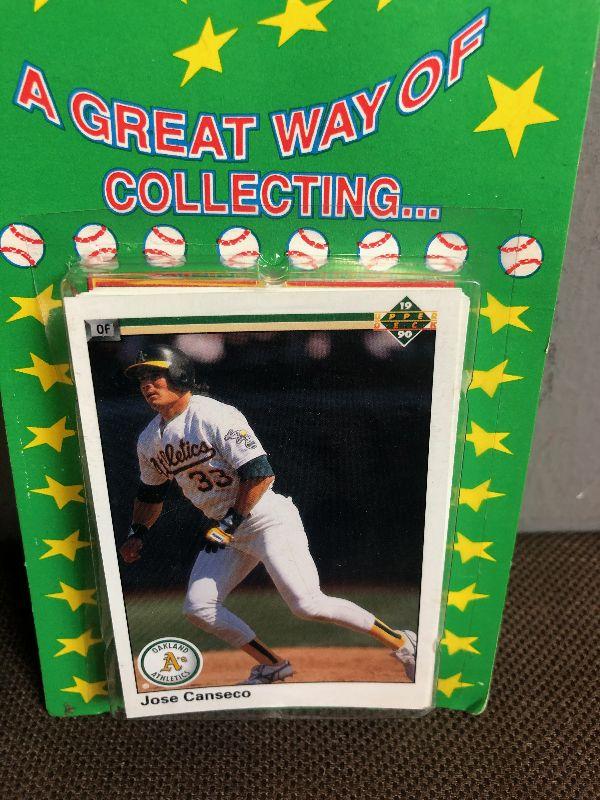 A GREAT WAY OF
COLLECTING...
OF
19
UPPER
DECK
90
Athletics
33
OAKLAND
A's
ATHLETICS
Jose Canseco